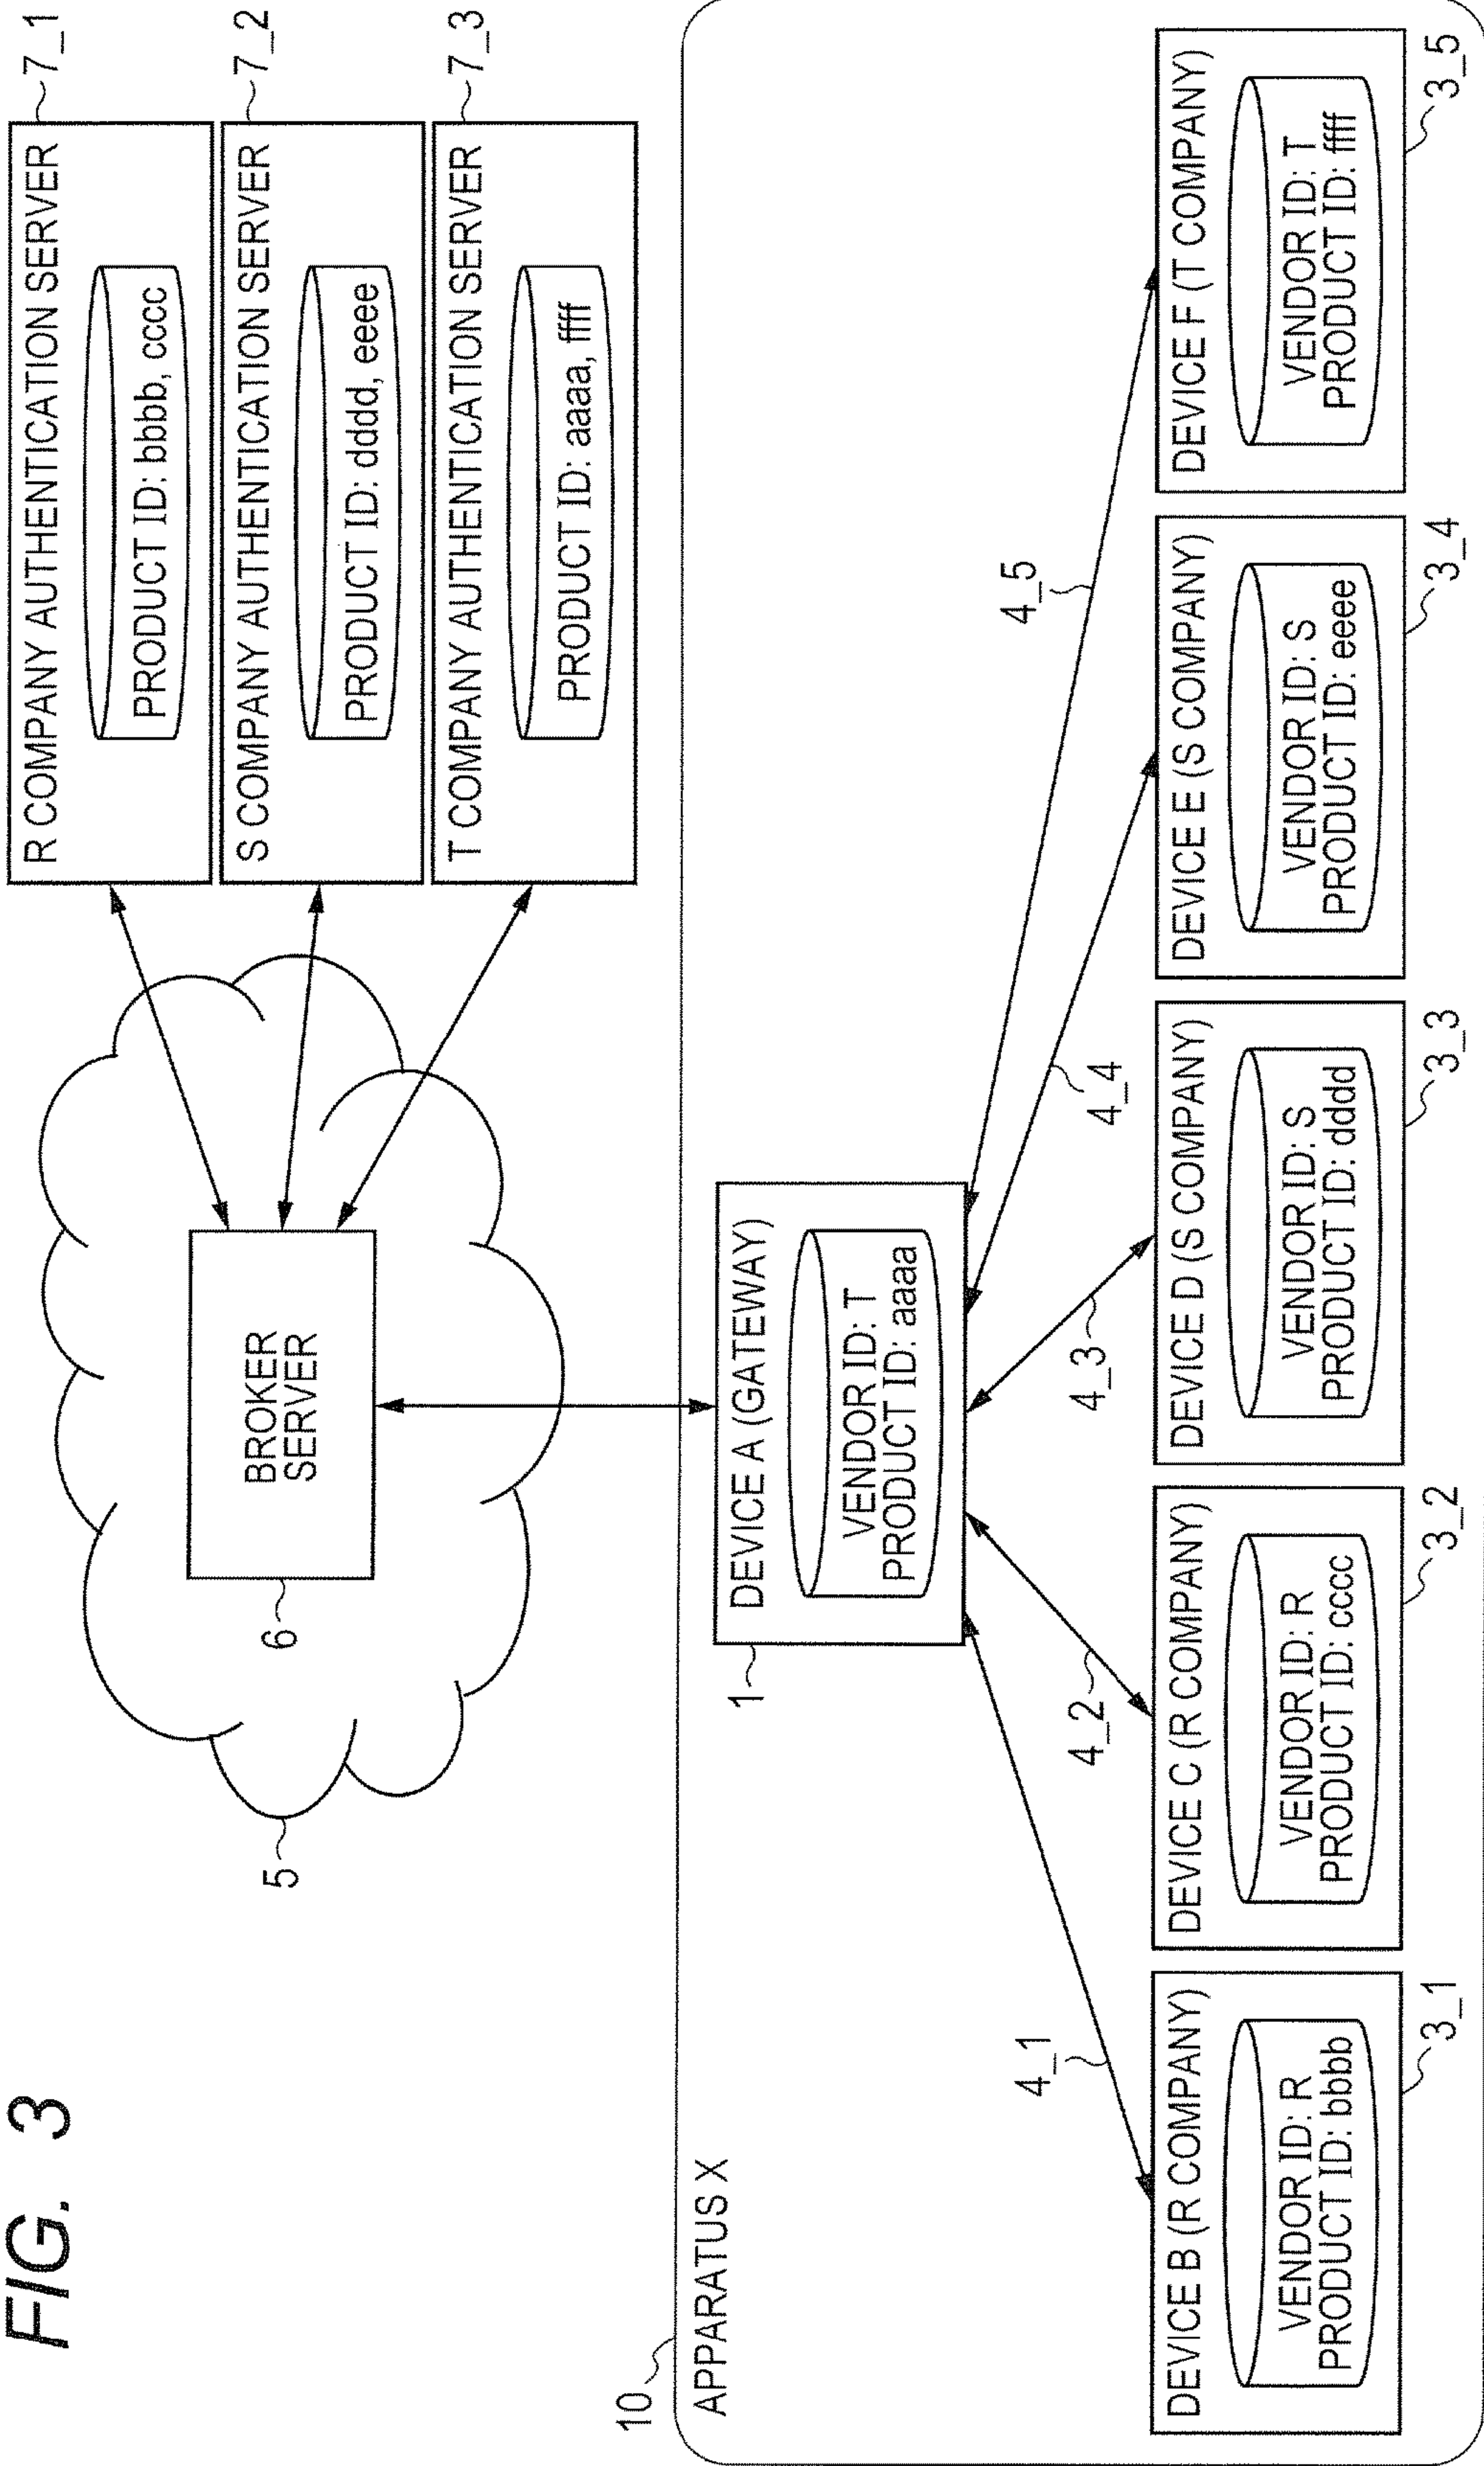 FIG. 3
R COMPANY AUTHENTICATION SERVER
7_1
PRODUCT ID: bbbb, cccc
S COMPANY AUTHENTICATION SERVER
7_2
PRODUCT ID: dddd, eeee
T COMPANY AUTHENTICATION SERVER
7_3
PRODUCT ID: aaaa, ffff
BROKER
SERVER
6
5
10
APPARATUS X
1
DEVICE A (GATEWAY)
VENDOR ID: T
PRODUCT ID: aaaa
4_1
4_2
4_3
4_4
4_5
DEVICE B (R COMPANY)
VENDOR ID: R
PRODUCT ID: bbbb
3_1
DEVICE C (R COMPANY)
VENDOR ID: R
PRODUCT ID: cccc
3_2
DEVICE D (S COMPANY)
VENDOR ID: S
PRODUCT ID: dddd
3_3
DEVICE E (S COMPANY)
VENDOR ID: S
PRODUCT ID: eeee
3_4
DEVICE F (T COMPANY)
VENDOR ID: T
PRODUCT ID: ffff
3_5